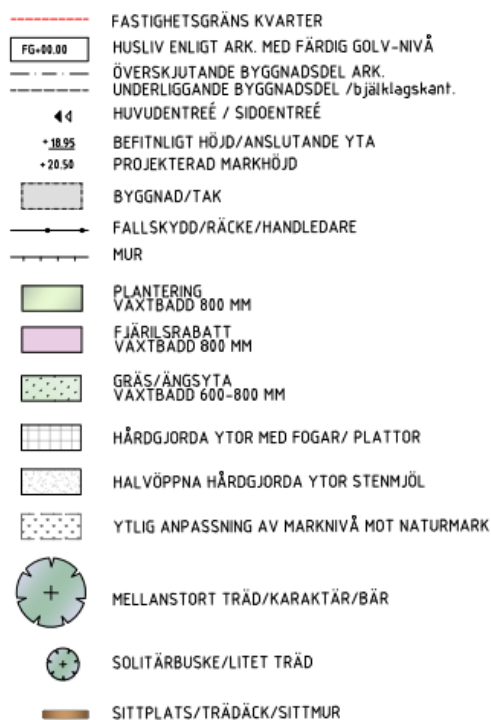 FASTIGHETSGRÄNS KVARTER
FG+00.00 HUSLIV ENLIGT ARK. MED FÄRDIG GOLV-NIVÅ
ÖVERSKJUTANDE BYGGNADSDEL ARK.
UNDERLIGGANDE BYGGNADSDEL /bjälklagskant.
HUVUDENTREÉ / SIDOENTREÉ
+18.95 BEFITNLIGT HÖJD/ANSLUTANDE YTA
+20.50 PROJEKTERAD MARKHÖJD
BYGGNAD/TAK
FALLSKYDD/RÄCKE/HANDLEDARE
MUR
PLANTERING
VÄXTBÄDD 800 MM
FJÄRILSRABATT
VÄXTBÄDD 800 MM
GRÄS/ÄNGSYTA
VÄXTBÄDD 600-800 MM
HÅRDGJORDA YTOR MED FOGAR/ PLATTOR
HALVÖPPNA HÅRDGJORDA YTOR STENMJÖL
YTLIG ANPASSNING AV MARKNIVÅ MOT NATURMARK
MELLANSTORT TRÄD/KARAKTÄR/BÄR
SOLITÄRBUSKE/LITET TRÄD
SITTPLATS/TRÄDÄCK/SITTMUR